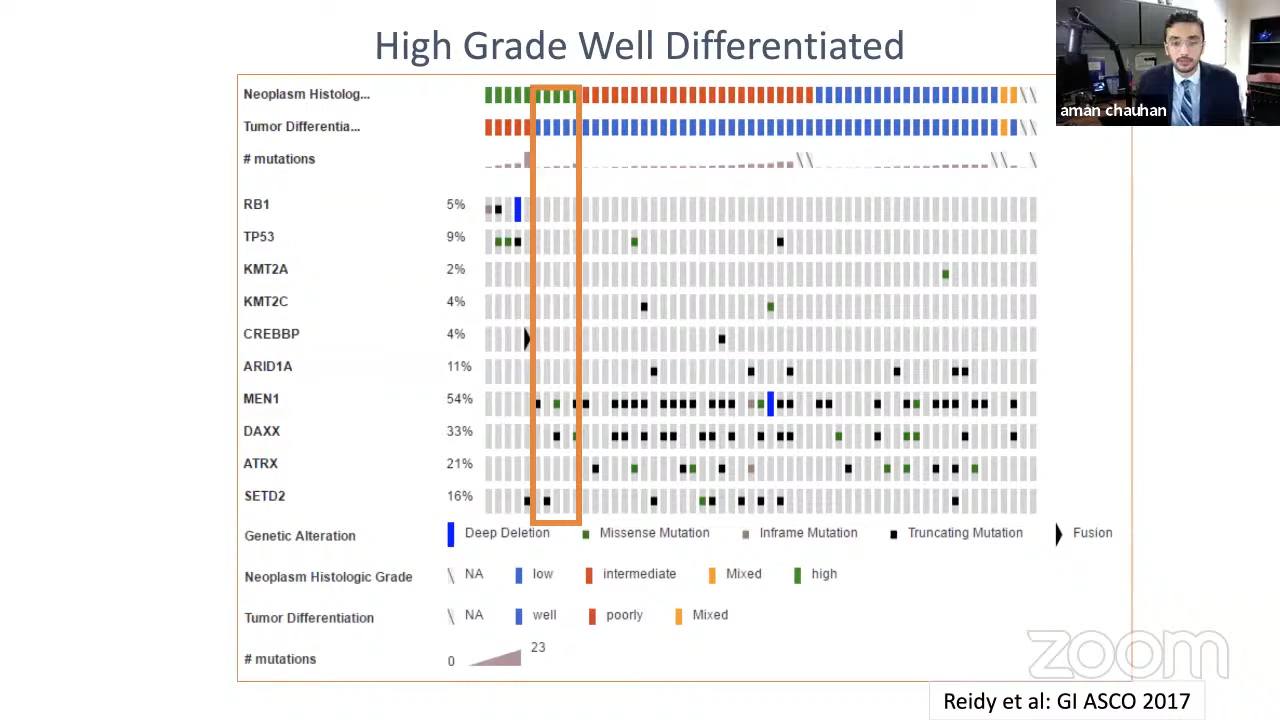 High Grade Well Differentiated
aman chauhan
Neoplasm Histolog...
Tumor Differentia...
# mutations
RB1 5%
TP53 9%
KMT2A 2%
KMT2C 4%
CREBBP 4%
ARID1A 11%
MEN1 54%
DAXX 33%
ATRX 21%
SETD2 16%
Genetic Alteration Deep Deletion Missense Mutation Inframe Mutation Truncating Mutation Fusion
Neoplasm Histologic Grade NA low intermediate Mixed high
Tumor Differentiation NA well poorly Mixed
# mutations 0 23
zoom
Reidy et al: GI ASCO 2017